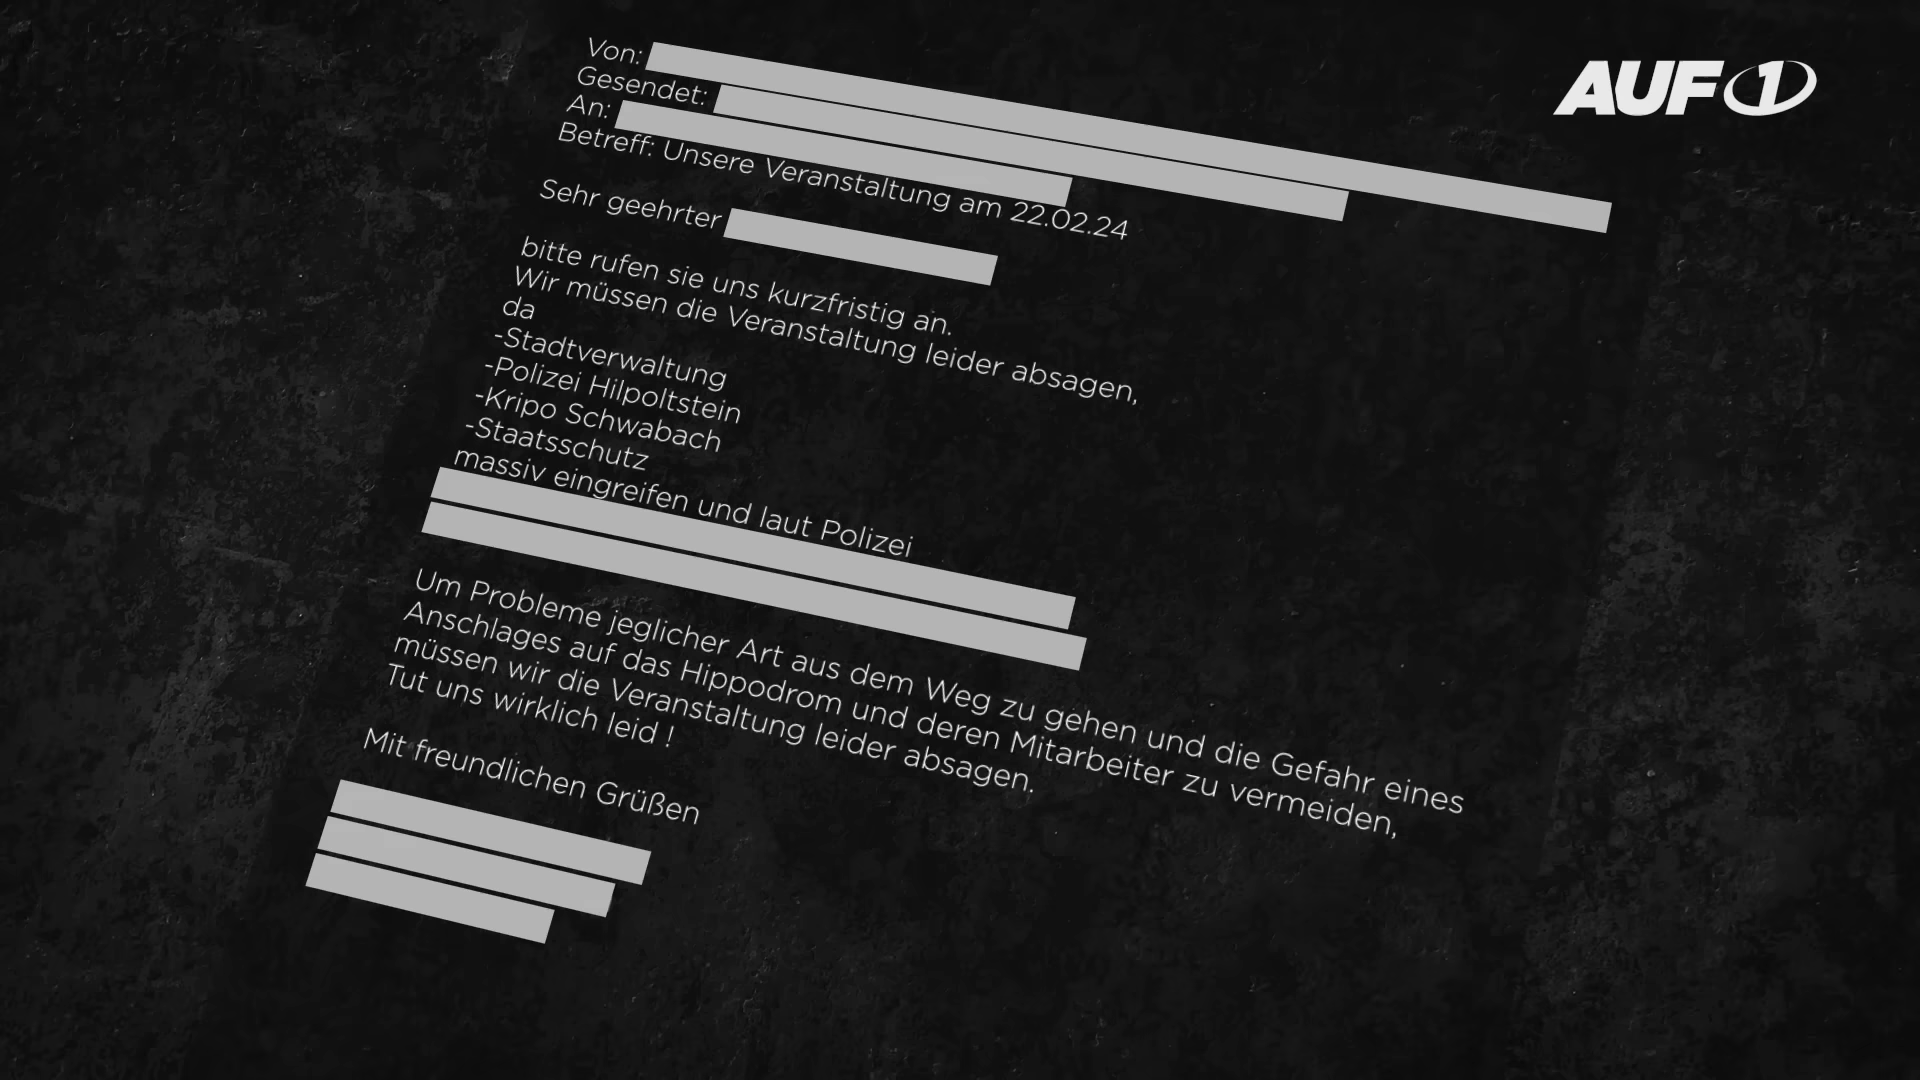 AUF1
Von:
Gesendet:
An:
Betreff: Unsere Veranstaltung am 22.02.24
Sehr geehrter
bitte rufen sie uns kurzfristig an.
Wir müssen die Veranstaltung leider absagen,
da
-Stadtverwaltung
-Polizei Hilpoltstein
-Kripo Schwabach
-Staatsschutz
massiv eingreifen und laut Polizei
Um Probleme jeglicher Art aus dem Weg zu gehen und die Gefahr eines
Anschlages auf das Hippodrom und deren Mitarbeiter zu vermeiden,
müssen wir die Veranstaltung leider absagen.
Tut uns wirklich leid !
Mit freundlichen Grüßen